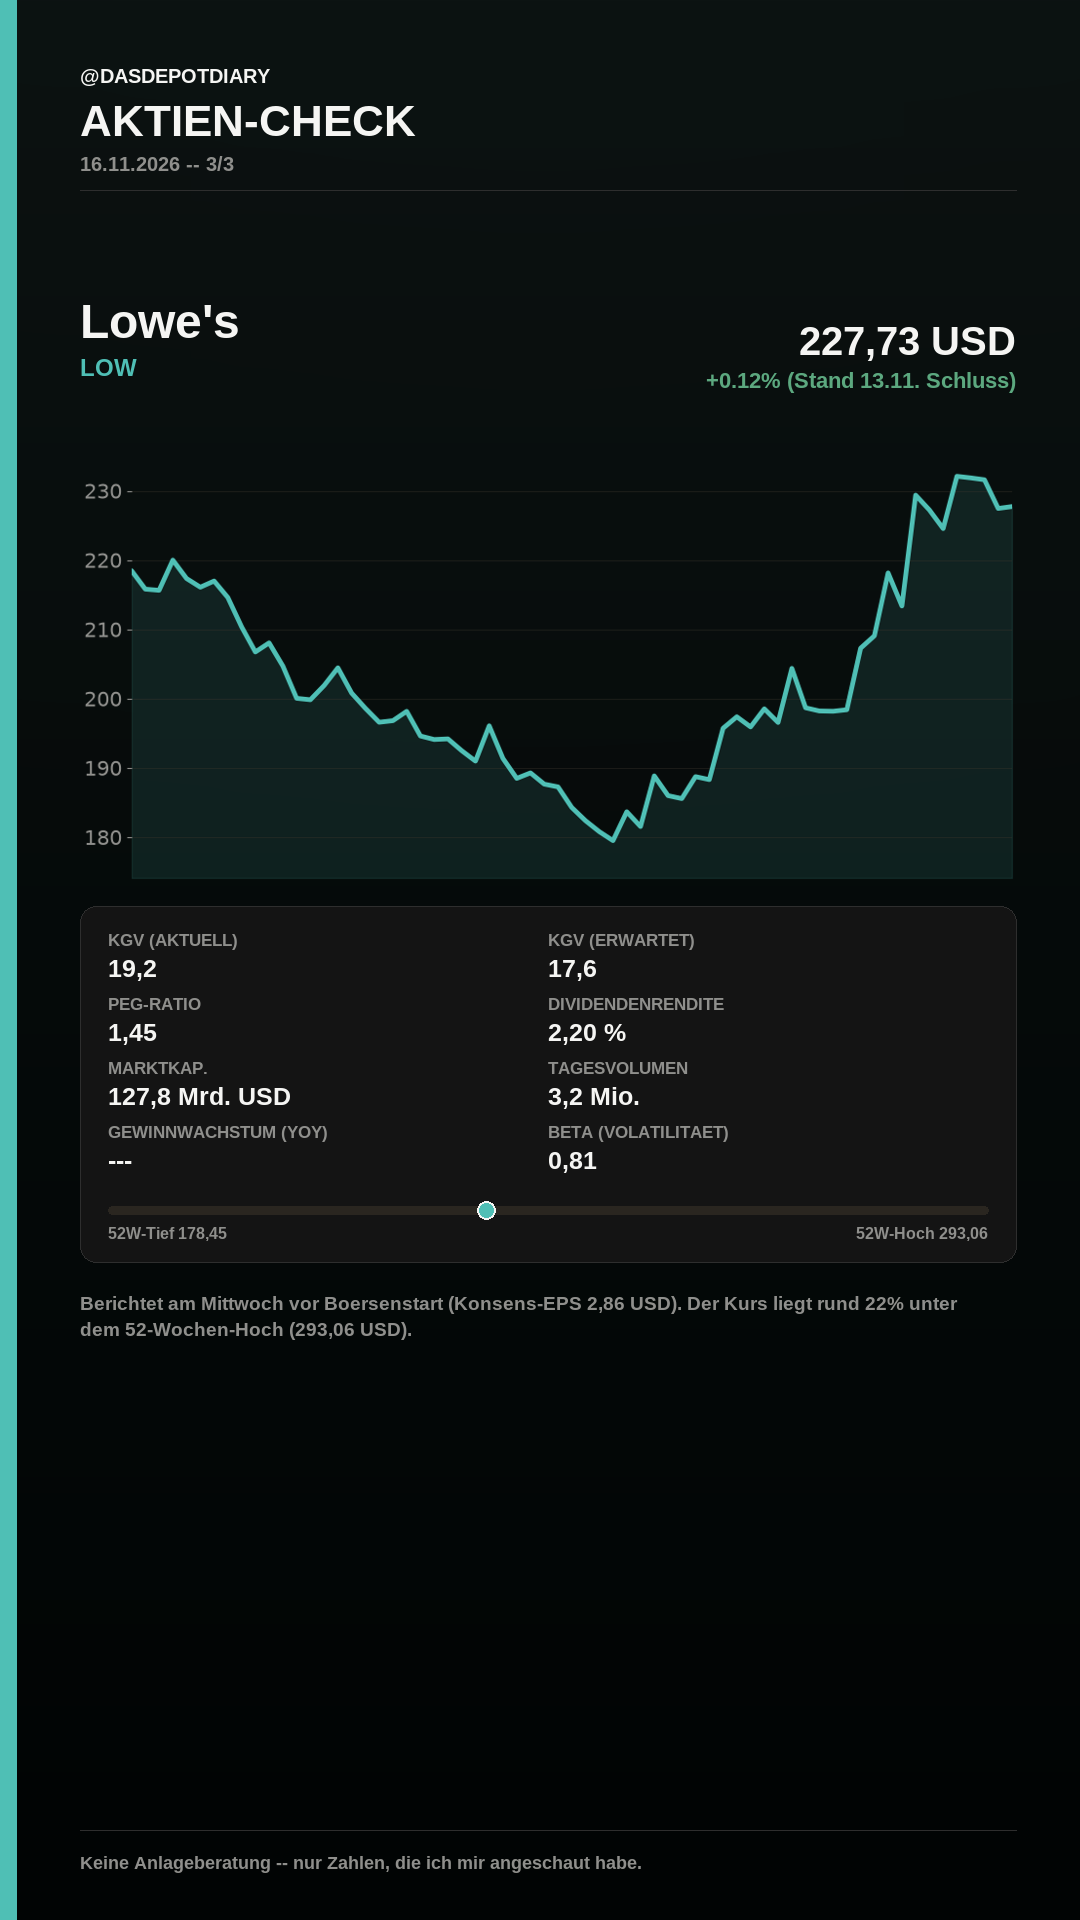 @DASDEPOTDIARY
AKTIEN-CHECK
16.11.2026 -- 3/3
Lowe's
LOW
227,73 USD
+0.12% (Stand 13.11. Schluss)
230
220
210
200
190
180
KGV (AKTUELL)
19,2
KGV (ERWARTET)
17,6
PEG-RATIO
1,45
DIVIDENDENRENDITE
2,20 %
MARKTKAP.
127,8 Mrd. USD
TAGESVOLUMEN
3,2 Mio.
GEWINNWACHSTUM (YOY)
---
BETA (VOLATILITAET)
0,81
52W-Tief 178,45
52W-Hoch 293,06
Berichtet am Mittwoch vor Boersenstart (Konsens-EPS 2,86 USD). Der Kurs liegt rund 22% unter
dem 52-Wochen-Hoch (293,06 USD).
Keine Anlageberatung -- nur Zahlen, die ich mir angeschaut habe.